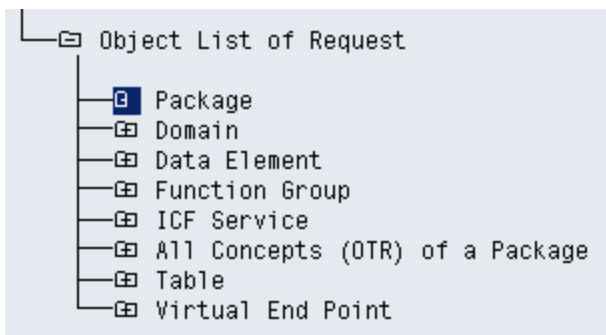 Object List of Request
Package
Domain
Data Element
Function Group
ICF Service
All Concepts (OTR) of a Package
Table
Virtual End Point